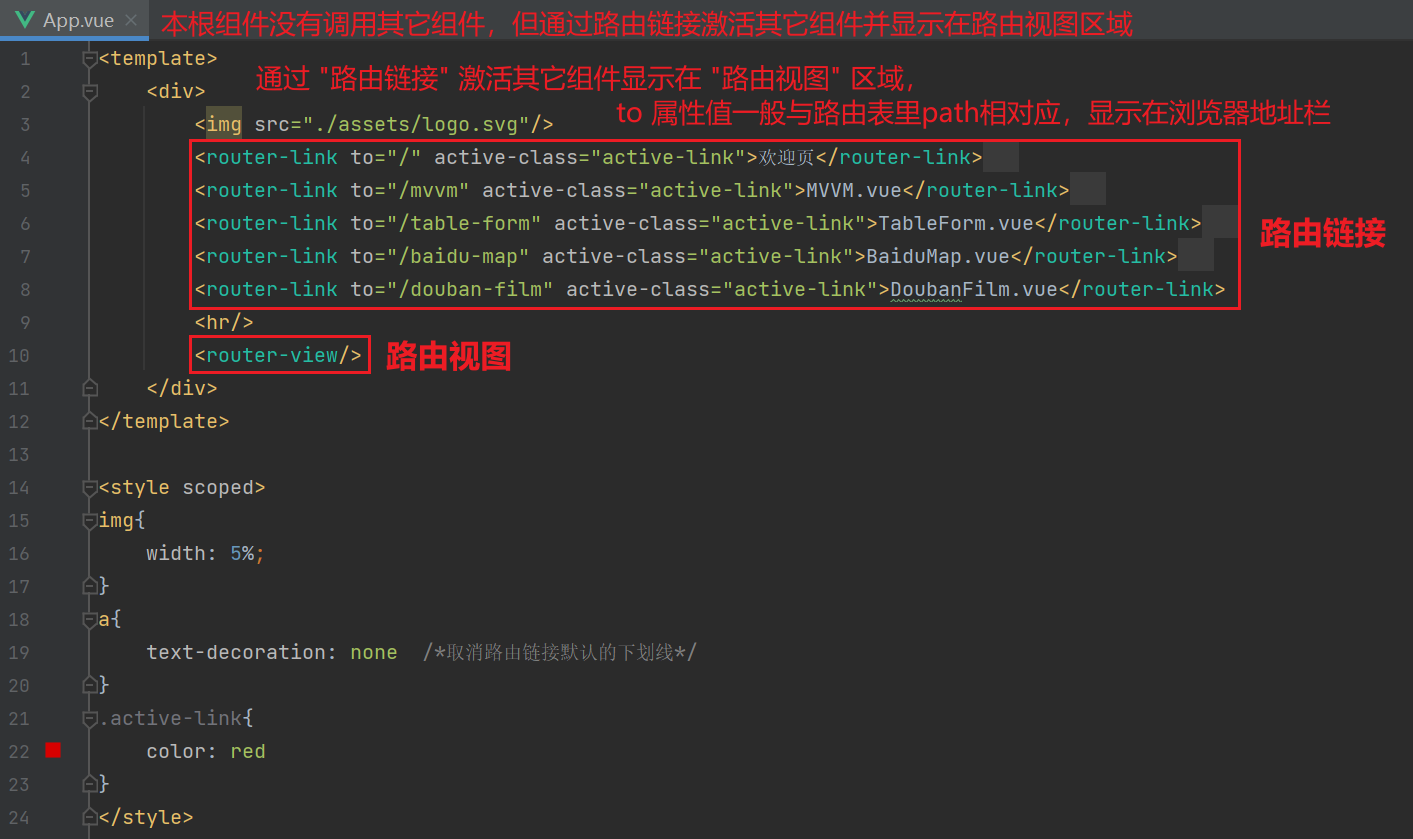 App.vue × 本根组件没有调用其它组件，但通过路由链接激活其它组件并显示在路由视图区域
1 <template>
通过 "路由链接" 激活其它组件显示在 "路由视图" 区域，
2 <div>
to 属性值一般与路由表里path相对应，显示在浏览器地址栏
3 <img src="./assets/logo.svg"/>
4 <router-link to="/" active-class="active-link">欢迎页</router-link>
5 <router-link to="/mvvm" active-class="active-link">MVVM.vue</router-link>
6 <router-link to="/table-form" active-class="active-link">TableForm.vue</router-link>
路由链接
7 <router-link to="/baidu-map" active-class="active-link">BaiduMap.vue</router-link>
8 <router-link to="/douban-film" active-class="active-link">DoubanFilm.vue</router-link>
9 <hr/>
10 <router-view/> 路由视图
11 </div>
12 </template>
13
14 <style scoped>
15 img{
16 width: 5%;
17 }
18 a{
19 text-decoration: none /*取消路由链接默认的下划线*/
20 }
21 .active-link{
22 color: red
23 }
24 </style>